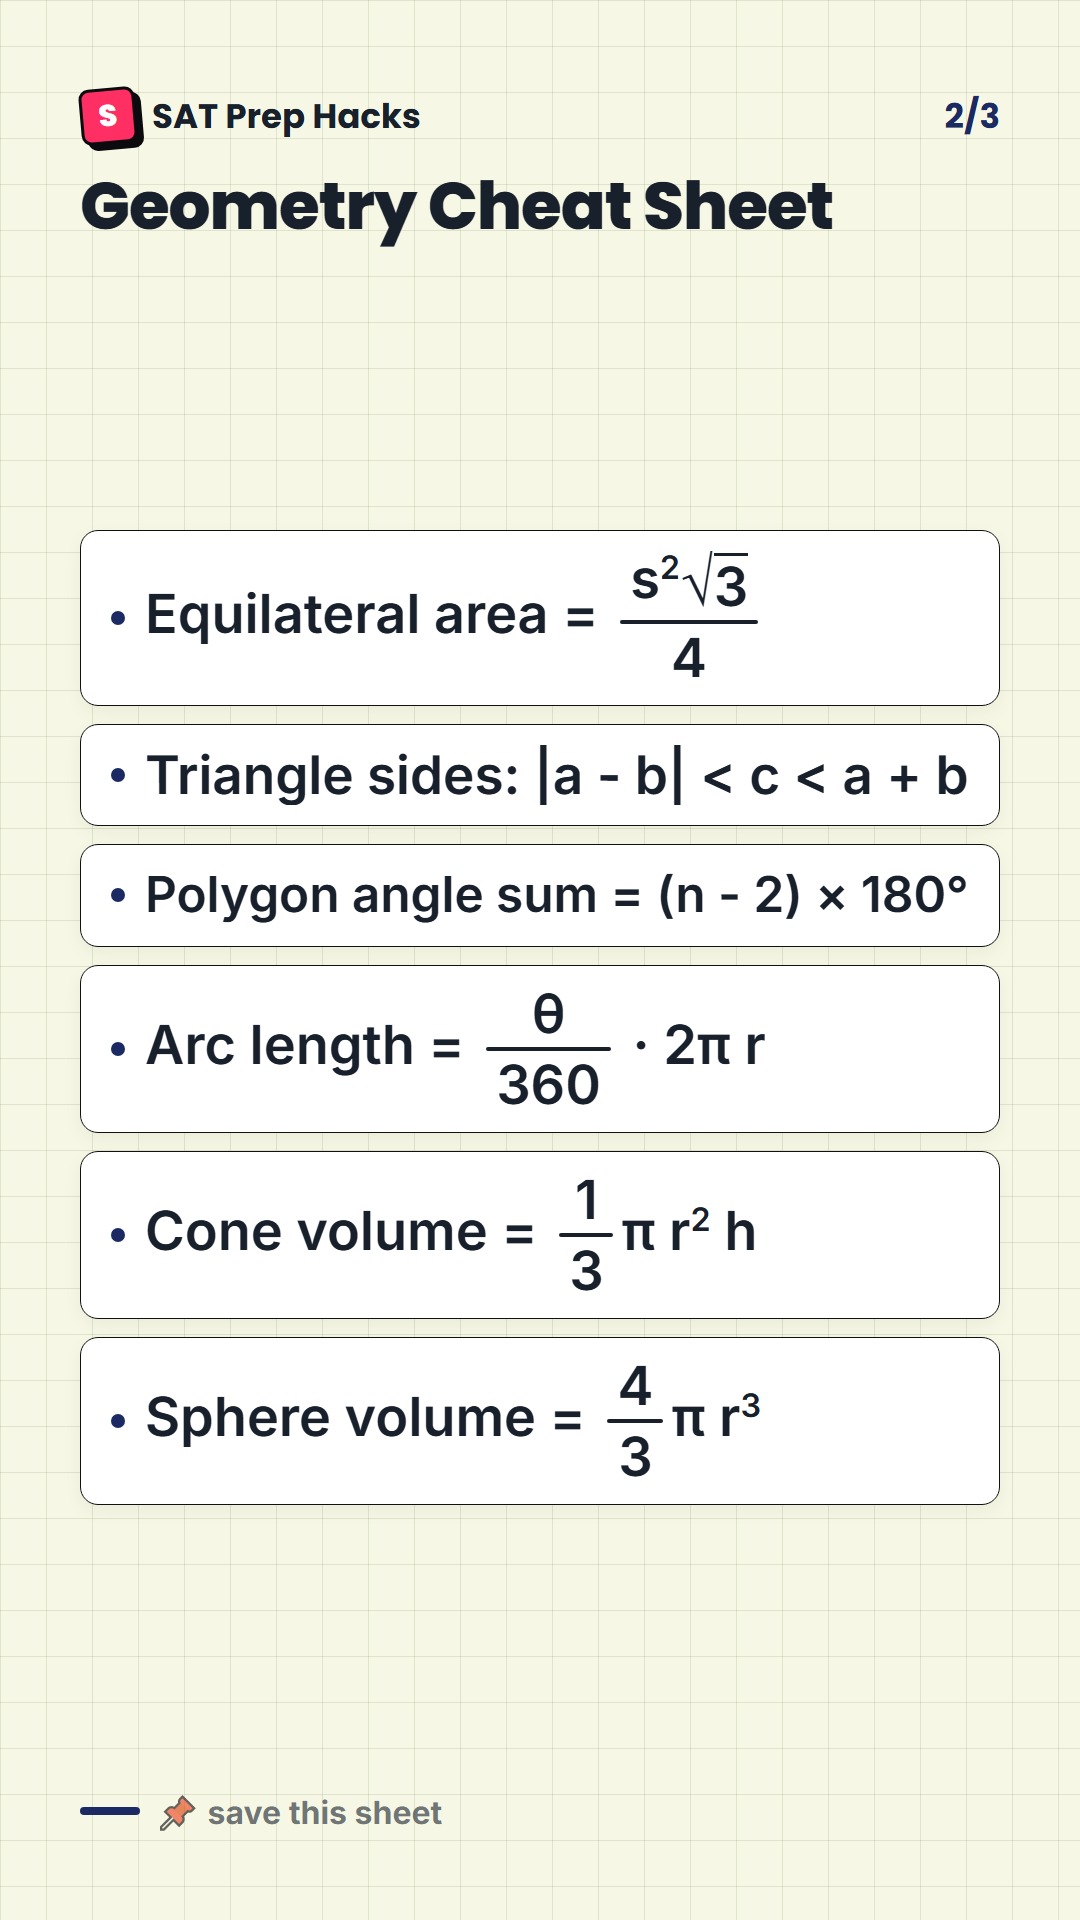 S SAT Prep Hacks 2/3
Geometry Cheat Sheet
• Equilateral area = s²√3/4
• Triangle sides: |a - b| < c < a + b
• Polygon angle sum = (n - 2) × 180°
• Arc length = θ/360 · 2π r
• Cone volume = 1/3 π r² h
• Sphere volume = 4/3 π r³
📌 save this sheet